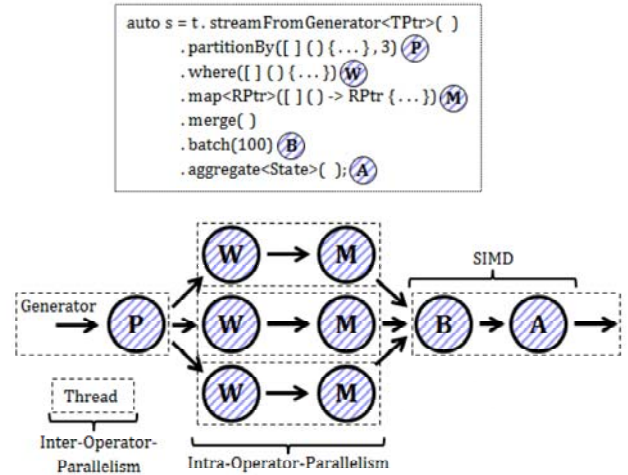 auto s = t.streamFromGenerator<TPtr>( )
.partitionBy([ ] ( ) { ... } , 3) P
.where([ ] ( ) { ... }) W
.map<RPtr>([ ] ( ) -> RPtr { ... }) M
.merge( )
.batch(100) B
.aggregate<State>( ); A
W M
SIMD
Generator
P W M B A
W M
Thread
Inter-Operator-
Parallelism
Intra-Operator-Parallelism